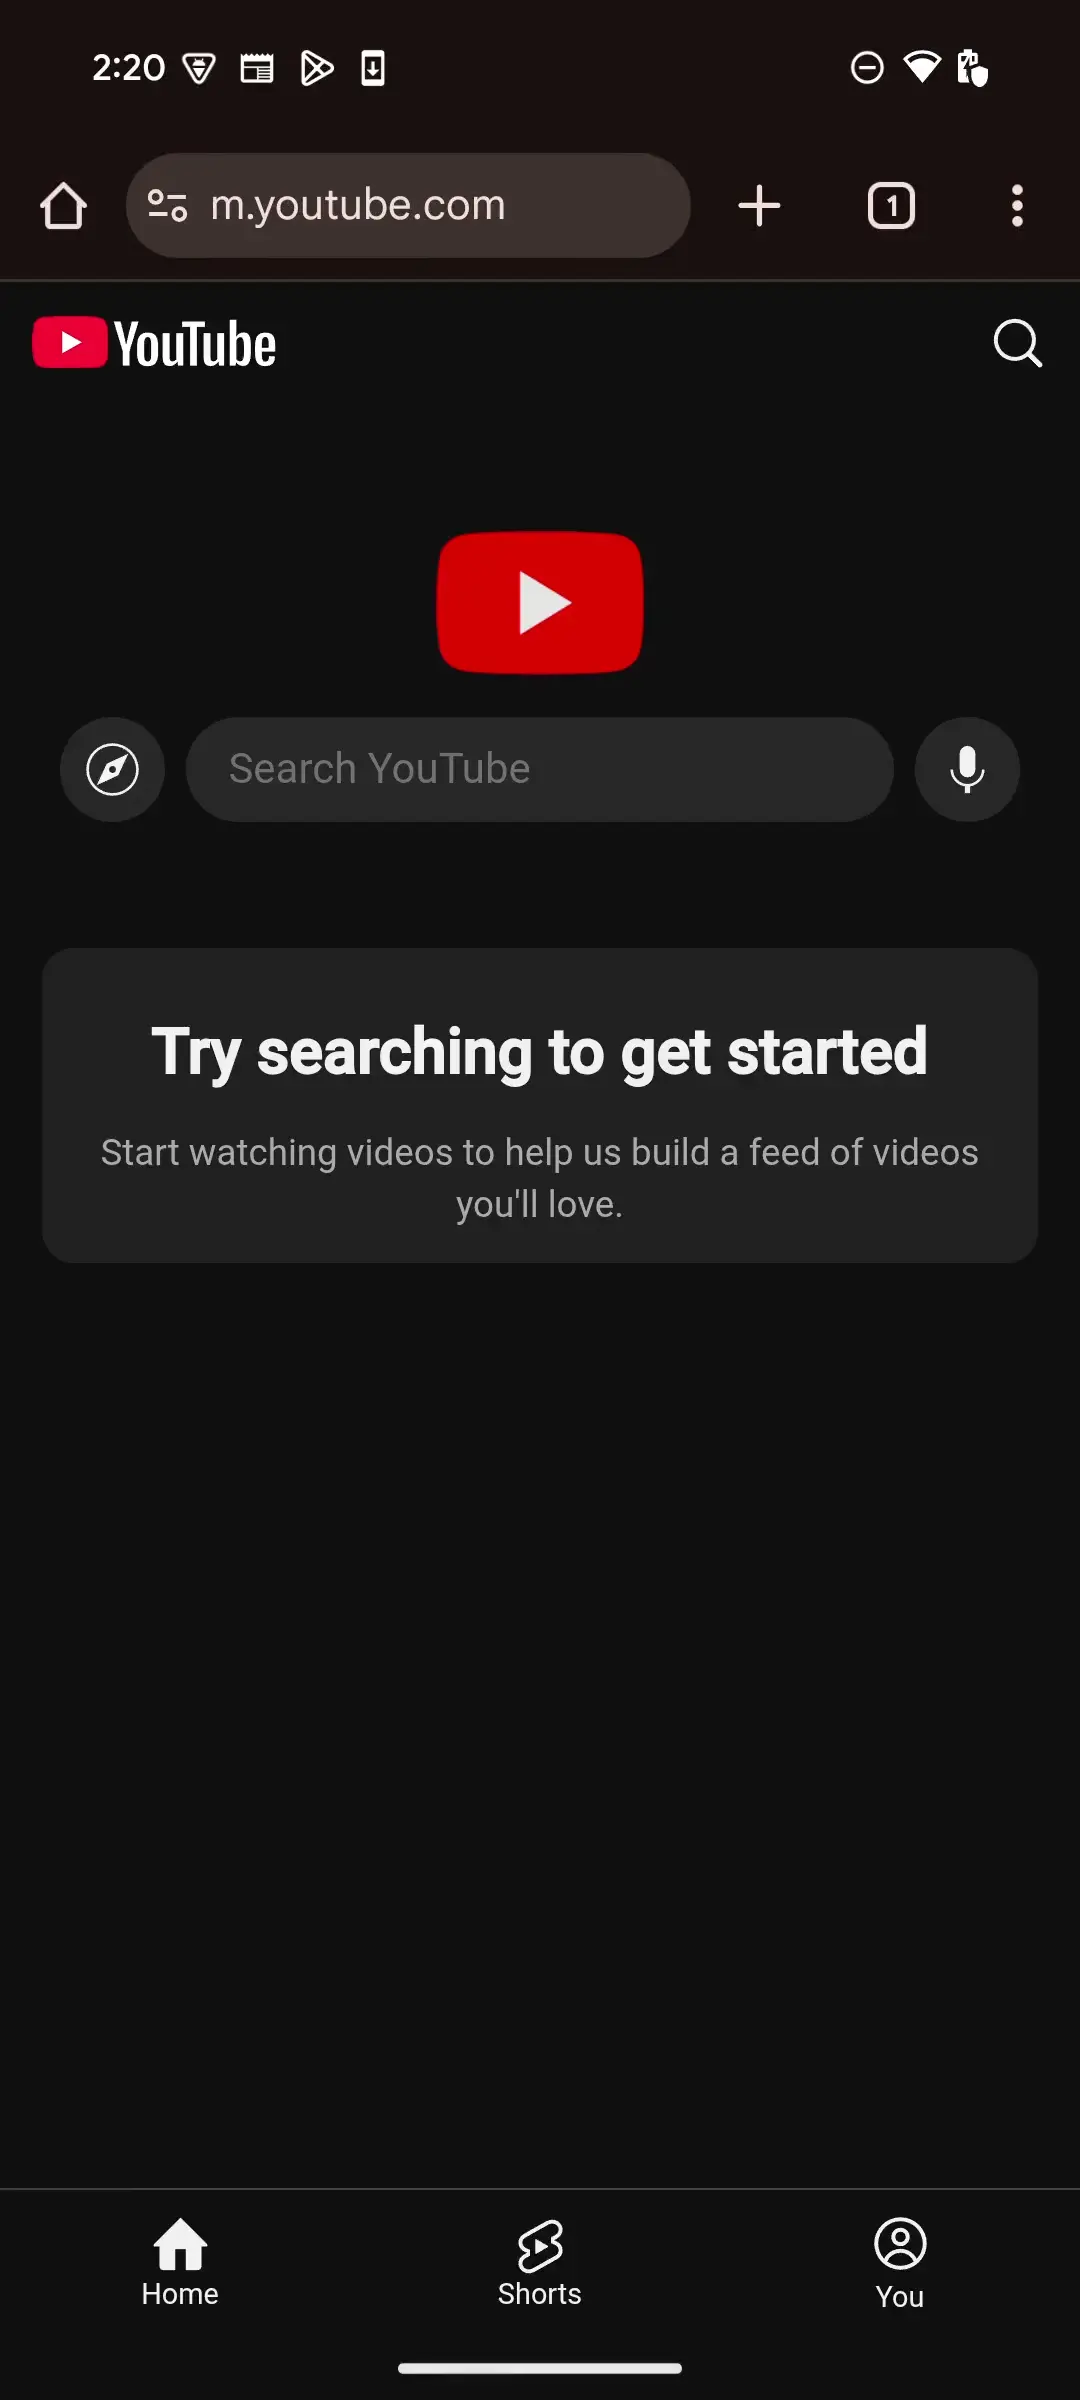 2:20
m.youtube.com
1
YouTube
Search YouTube
Try searching to get started
Start watching videos to help us build a feed of videos
you'll love.
Home
Shorts
You